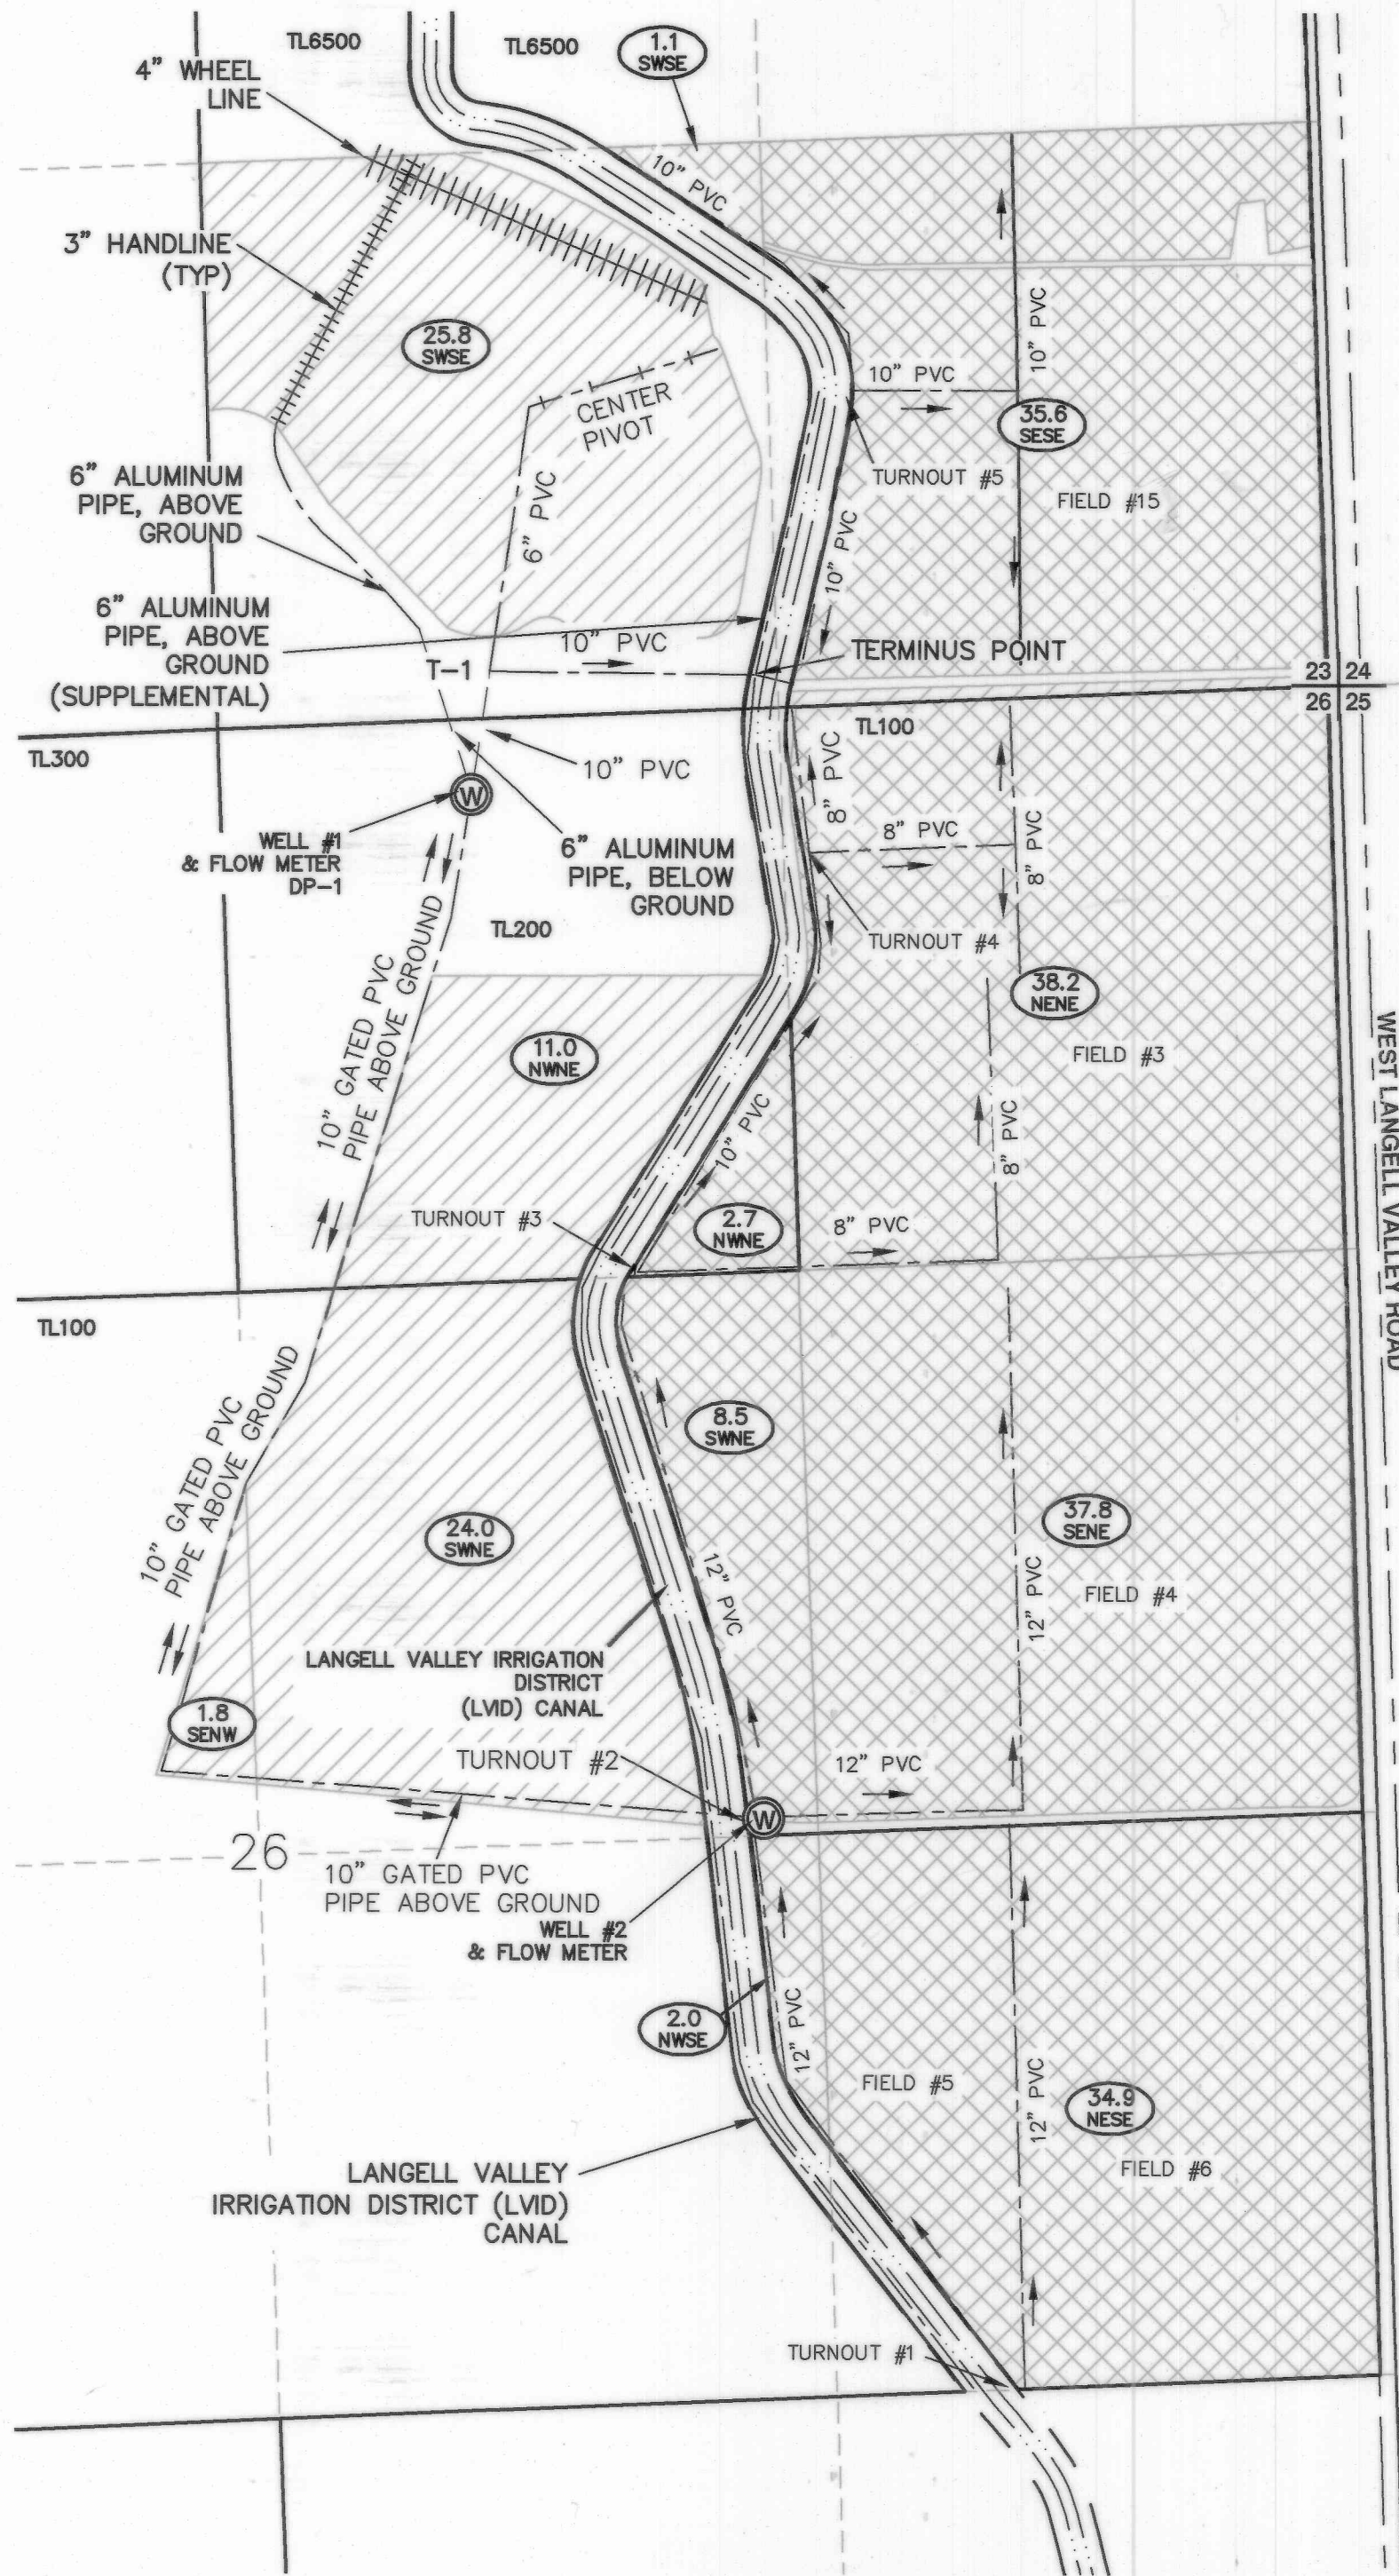 TL6500
TL6500
1.1
SWSE
4" WHEEL
LINE
10" PVC
3" HANDLINE
(TYP)
25.8
SWSE
10" PVC
10" PVC
CENTER
PIVOT
35.6
SESE
6" ALUMINUM
PIPE, ABOVE
GROUND
TURNOUT #5
FIELD #15
6" PVC
10" PVC
6" ALUMINUM
PIPE, ABOVE
GROUND
(SUPPLEMENTAL)
10" PVC
T-1
TERMINUS POINT
23 24
26 25
TL300
TL100
10" PVC
8" PVC
WELL #1
& FLOW METER
DP-1
W
6" ALUMINUM
PIPE, BELOW
GROUND
8" PVC
8" PVC
TL200
TURNOUT #4
10" GATED PVC
PIPE ABOVE GROUND
38.2
NENE
11.0
NWNE
FIELD #3
WEST LANGELL VALLEY ROAD
10" PVC
8" PVC
TURNOUT #3
2.7
NWNE
8" PVC
TL100
10" GATED PVC
PIPE ABOVE GROUND
8.5
SWNE
24.0
SWNE
37.8
SENE
12" PVC
12" PVC
FIELD #4
LANGELL VALLEY IRRIGATION
DISTRICT
(LVID) CANAL
1.8
SENW
TURNOUT #2
12" PVC
W
26
10" GATED PVC
PIPE ABOVE GROUND
WELL #2
& FLOW METER
2.0
NWSE
12" PVC
FIELD #5
12" PVC
34.9
NESE
LANGELL VALLEY
IRRIGATION DISTRICT (LVID)
CANAL
FIELD #6
TURNOUT #1